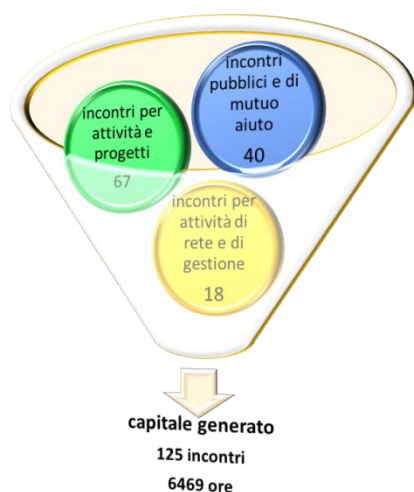 incontri
pubblici e di
mutuo
aiuto
40
incontri per
attività e
progetti
67
incontri per
attività di
rete e di
gestione
18
capitale generato
125 incontri
6469 ore